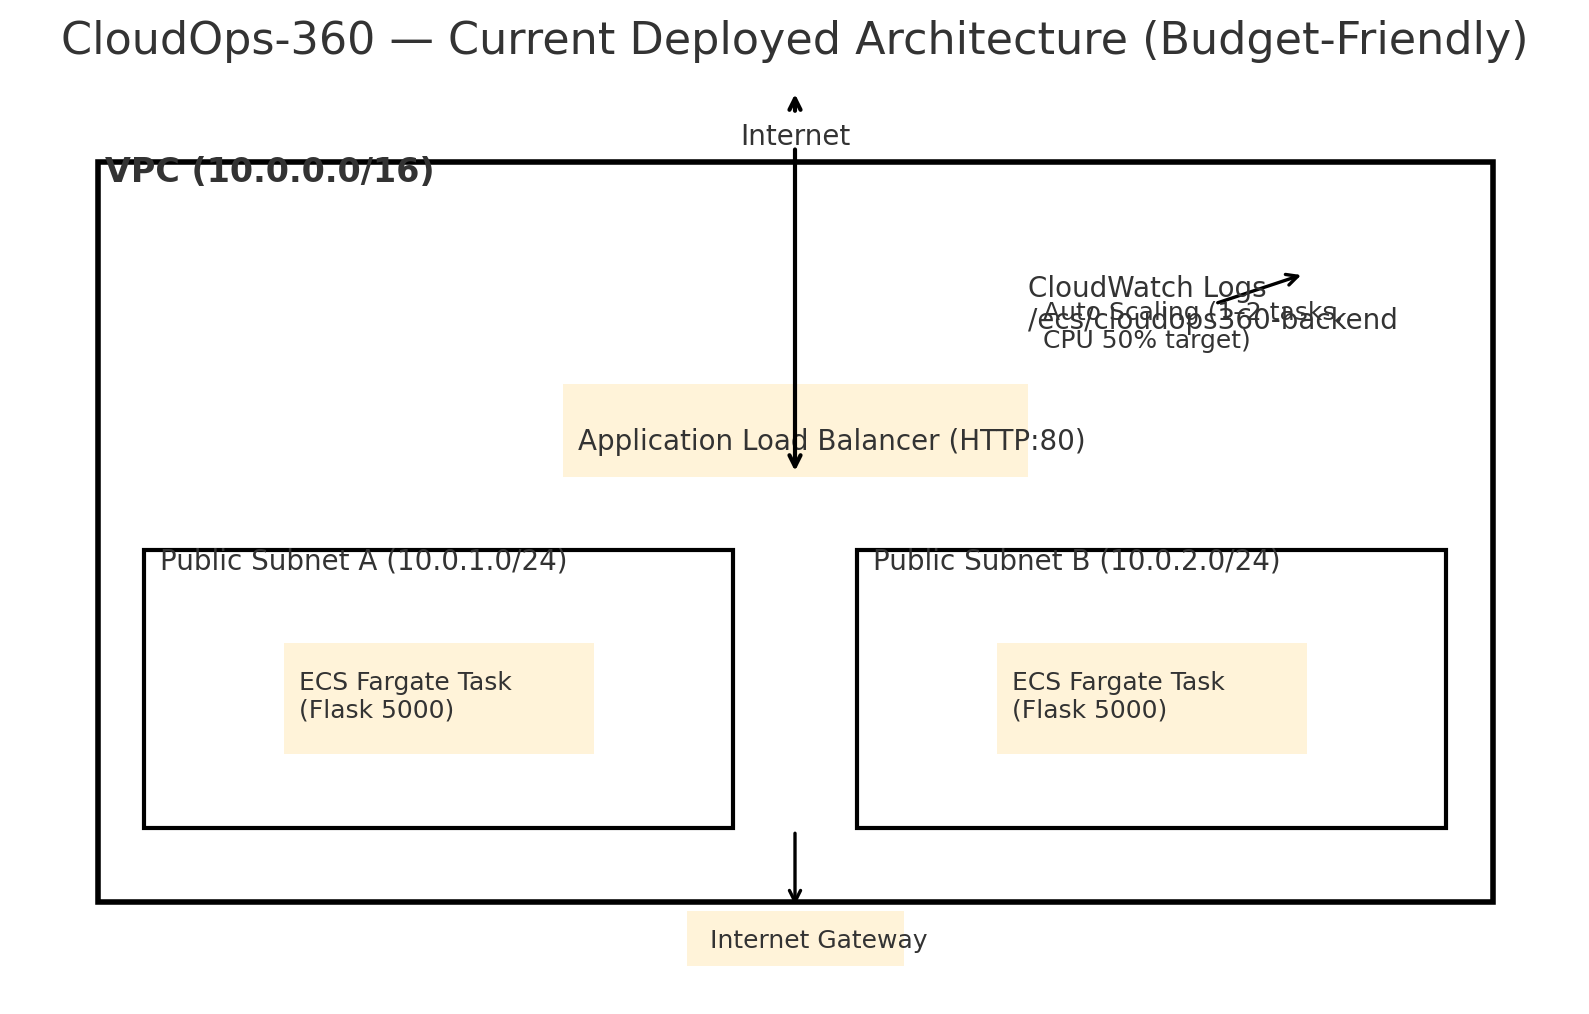 CloudOps-360 — Current Deployed Architecture (Budget-Friendly)
Internet
VPC (10.0.0.0/16)
CloudWatch Logs
/ecs/cloudops360-backend
Auto Scaling (1–2 tasks,
CPU 50% target)
Application Load Balancer (HTTP:80)
Public Subnet A (10.0.1.0/24)
Public Subnet B (10.0.2.0/24)
ECS Fargate Task
(Flask 5000)
ECS Fargate Task
(Flask 5000)
Internet Gateway